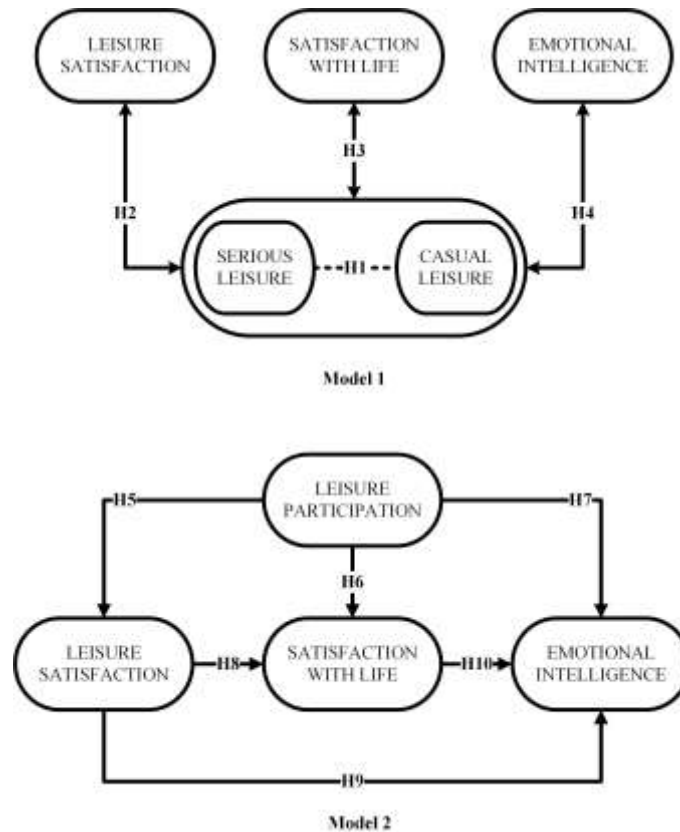 LEISURE
SATISFACTION
SATISFACTION
WITH LIFE
EMOTIONAL
INTELLIGENCE
H3
H2
H4
SERIOUS
LEISURE
H1
CASUAL
LEISURE
Model 1
LEISURE
PARTICIPATION
H5
H7
H6
LEISURE
SATISFACTION
H8
SATISFACTION
WITH LIFE
H10
EMOTIONAL
INTELLIGENCE
H9
Model 2